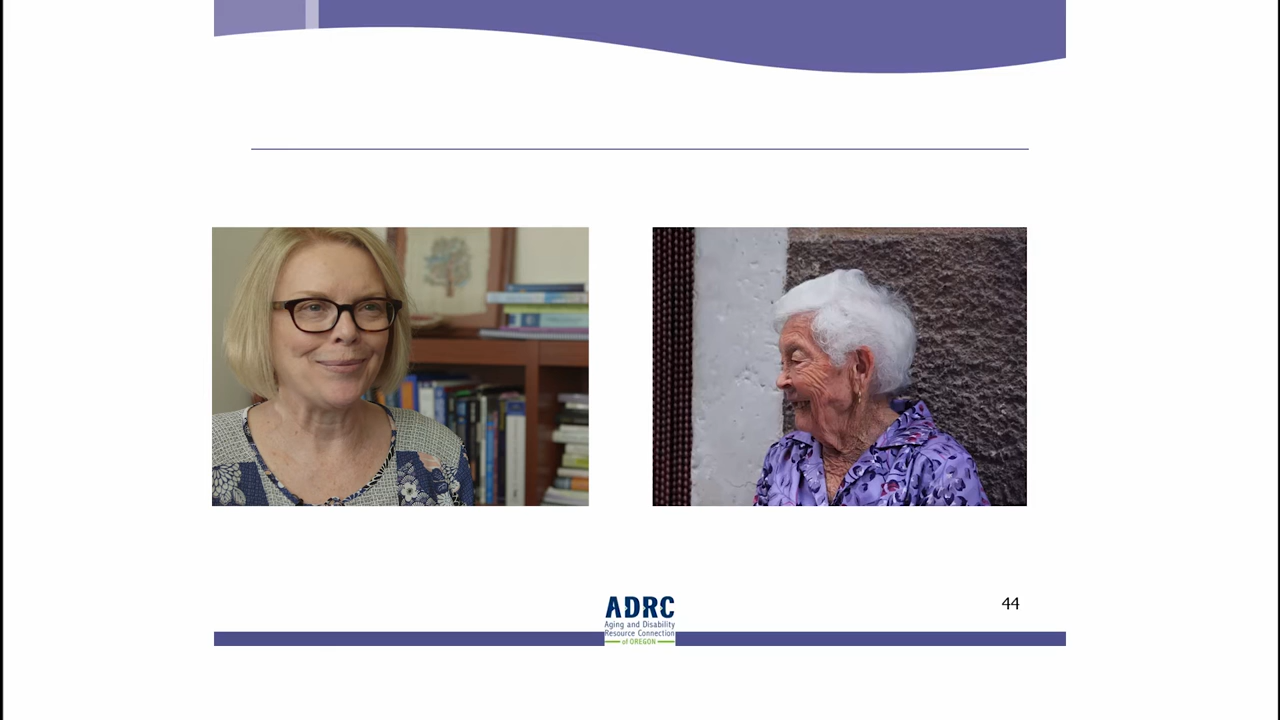 44
ADRC
Aging and Disability
Resource Connection
of OREGON